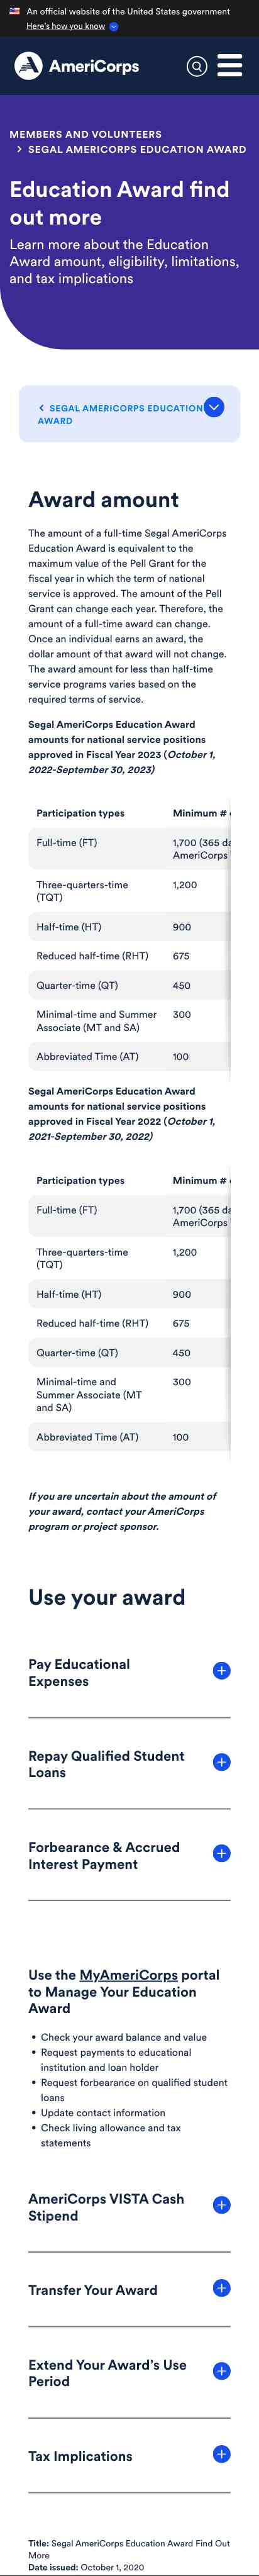 An official website of the United States government
Here's how you know
AmeriCorps
MEMBERS AND VOLUNTEERS
SEGAL AMERICORPS EDUCATION AWARD
Education Award find
out more
Learn more about the Education
Award amount, eligibility, limitations,
and tax implications
SEGAL AMERICORPS EDUCATION
AWARD
Award amount
The amount of a full-time Segal AmeriCorps
Education Award is equivalent to the
maximum value of the Pell Grant for the
fiscal year in which the term of national
service is approved. The amount of the Pell
Grant can change each year. Therefore, the
amount of a full-time award can change.
Once an individual earns an award, the
dollar amount of that award will not change.
The award amount for less than half-time
service programs varies based on the
required terms of service.
Segal AmeriCorps Education Award
amounts for national service positions
approved in Fiscal Year 2023 (October 1,
2022-September 30, 2023)
Participation types Minimum #
Full-time (FT) 1,700 (365 da
AmeriCorps
Three-quarters-time 1,200
(TQT)
Half-time (HT) 900
Reduced half-time (RHT) 675
Quarter-time (QT) 450
Minimal-time and Summer 300
Associate (MT and SA)
Abbreviated Time (AT) 100
Segal AmeriCorps Education Award
amounts for national service positions
approved in Fiscal Year 2022 (October 1,
2021-September 30, 2022)
Participation types Minimum #
Full-time (FT) 1,700 (365 da
AmeriCorps
Three-quarters-time 1,200
(TQT)
Half-time (HT) 900
Reduced half-time (RHT) 675
Quarter-time (QT) 450
Minimal-time and 300
Summer Associate (MT
and SA)
Abbreviated Time (AT) 100
If you are uncertain about the amount of
your award, contact your AmeriCorps
program or project sponsor.
Use your award
Pay Educational
Expenses
Repay Qualified Student
Loans
Forbearance & Accrued
Interest Payment
Use the MyAmeriCorps portal
to Manage Your Education
Award
• Check your award balance and value
• Request payments to educational
institution and loan holder
• Request forbearance on qualified student
loans
• Update contact information
• Check living allowance and tax
statements
AmeriCorps VISTA Cash
Stipend
Transfer Your Award
Extend Your Award's Use
Period
Tax Implications
Title: Segal AmeriCorps Education Award Find Out
More
Date issued: October 1, 2020